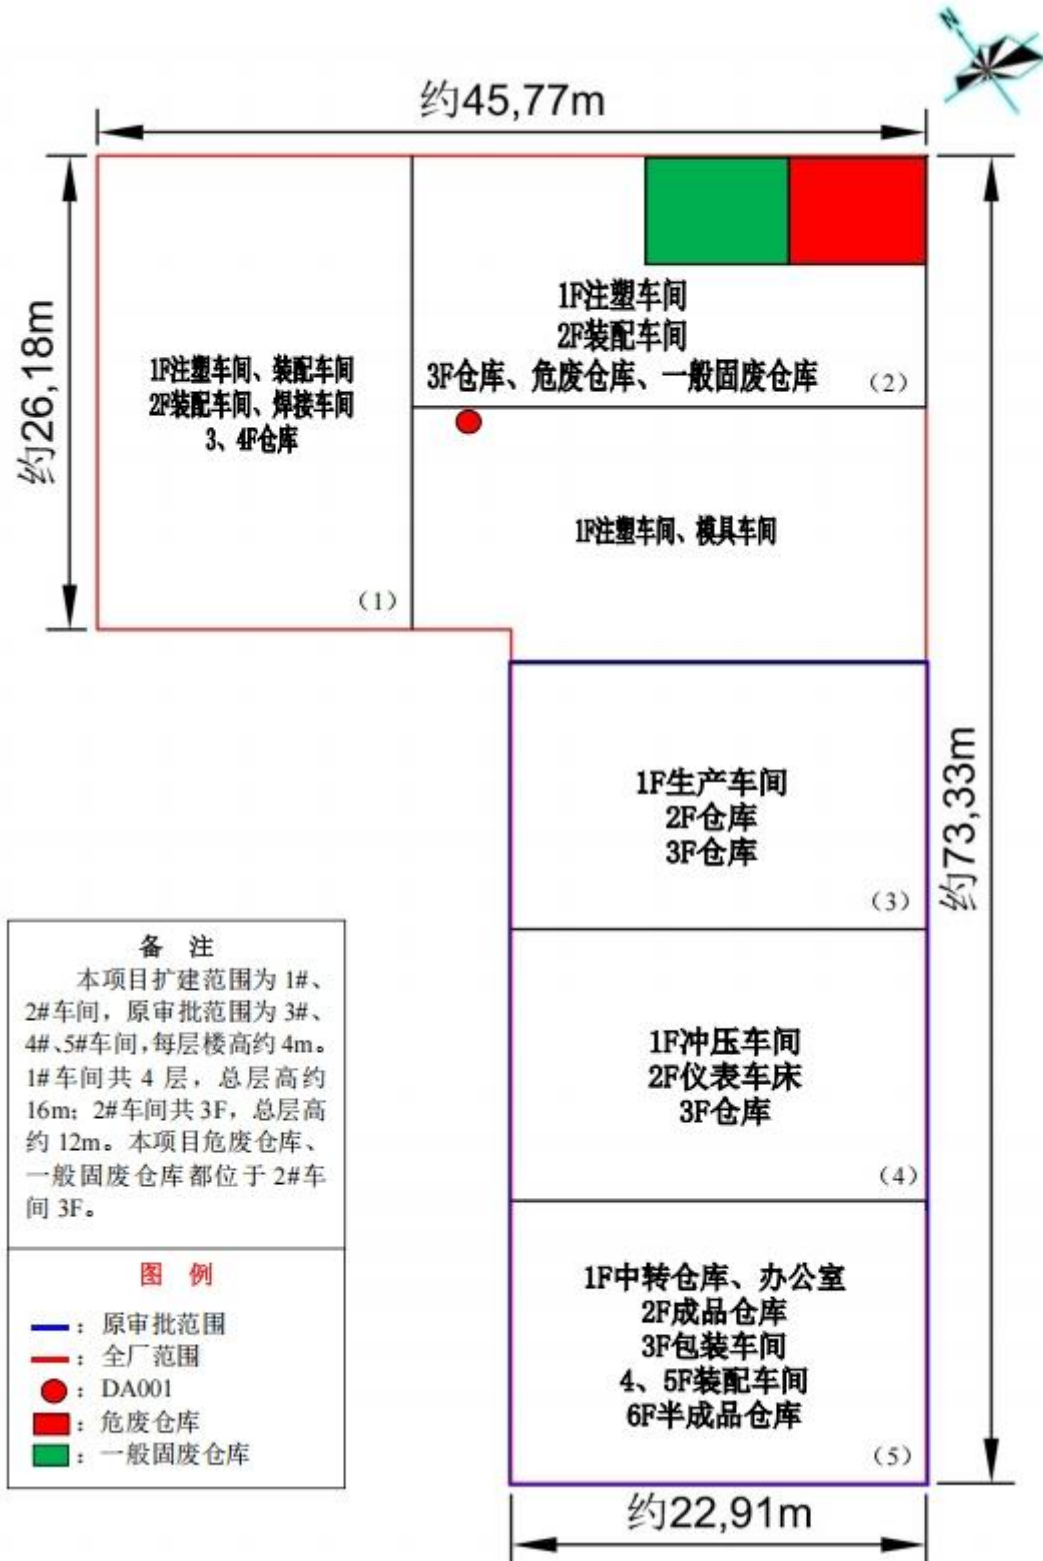 N
约45,77m
约26,18m
1F注塑车间、装配车间
2F装配车间、焊接车间
3、4F仓库
(1)
1F注塑车间
2F装配车间
3F仓库、危废仓库、一般固废仓库
(2)
1F注塑车间、模具车间
1F生产车间
2F仓库
3F仓库
(3)
约73,33m
1F冲压车间
2F仪表车床
3F仓库
(4)
1F中转仓库、办公室
2F成品仓库
3F包装车间
4、5F装配车间
6F半成品仓库
(5)
约22,91m
备 注
本项目扩建范围为 1#、
2#车间，原审批范围为 3#、
4#、5#车间，每层楼高约 4m。
1#车间共 4 层，总层高约
16m；2#车间共 3F，总层高
约 12m。本项目危废仓库、
一般固废仓库都位于 2#车
间 3F。
图 例
：原审批范围
：全厂范围
：DA001
：危废仓库
：一般固废仓库